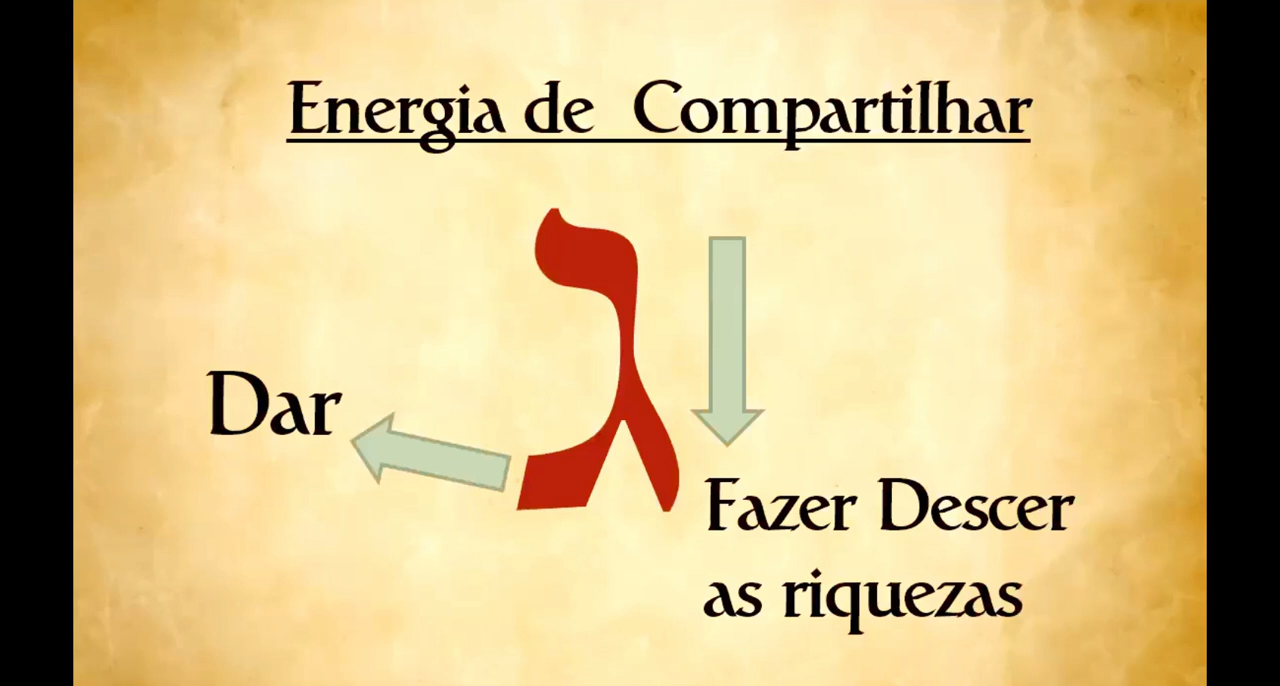 Energia de Compartilhar
ג
Dar
Fazer Descer
as riquezas